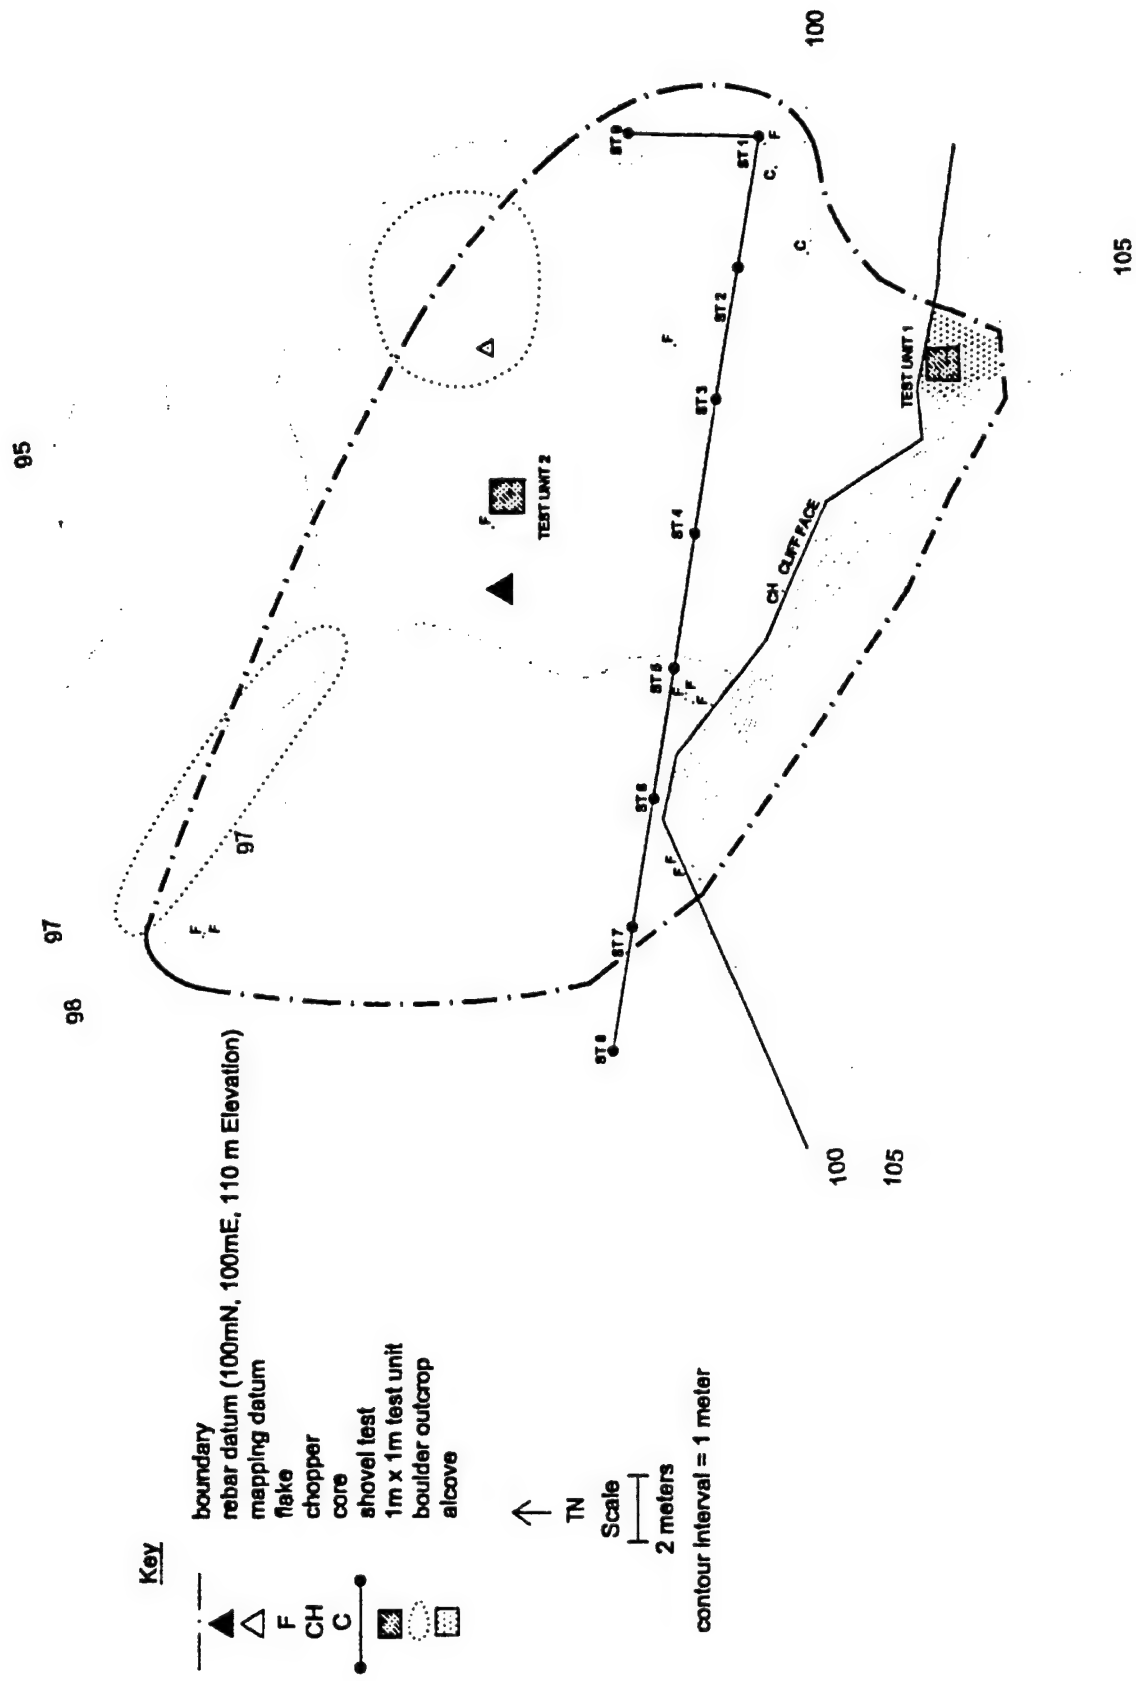 Key
boundary
rebar datum (100mN, 100mE, 110 m Elevation)
mapping datum
F flake
CH chopper
C core
shovel test
1m x 1m test unit
boulder outcrop
alcove
TN
Scale
2 meters
contour interval = 1 meter
98
97
95
100
105
100
105
97
F
F
F
TEST UNIT 2
ST 9
ST 1
F
C
C
ST 2
F
ST 3
ST 4
ST 5
F
F
F
ST 6
F
F
ST 7
ST 8
CH
CLIFF FACE
TEST UNIT 1